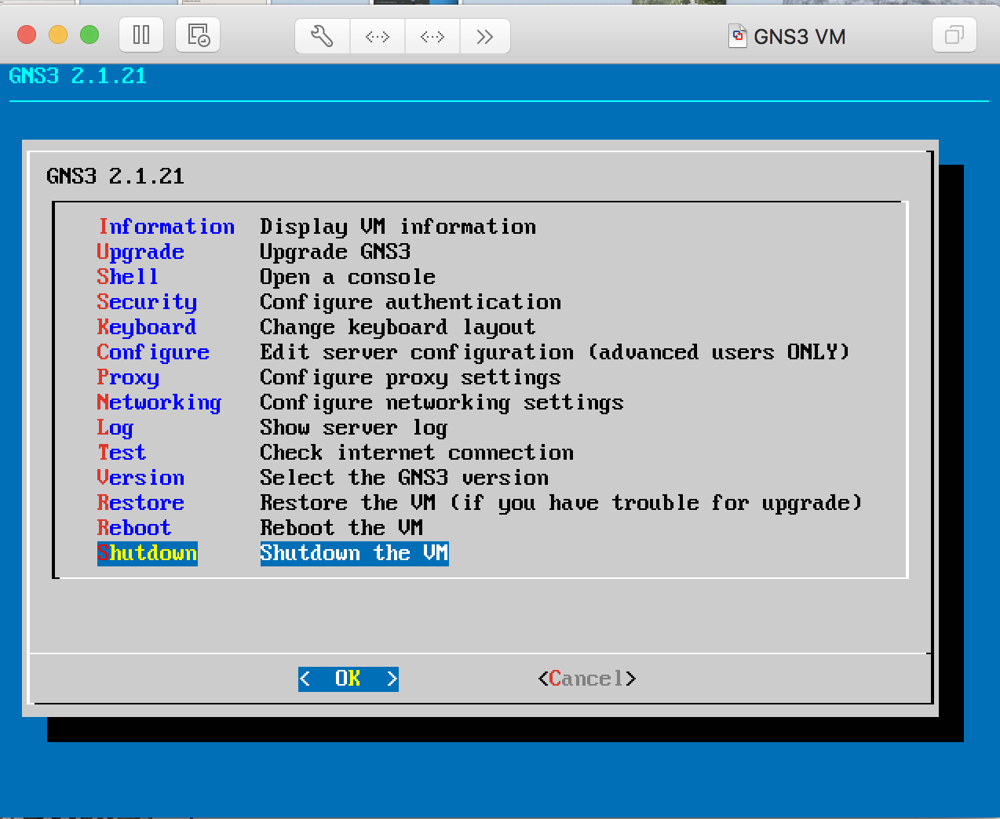 GNS3 VM
GNS3 2.1.21
GNS3 2.1.21
Information Display VM information
Upgrade Upgrade GNS3
Shell Open a console
Security Configure authentication
Keyboard Change keyboard layout
Configure Edit server configuration (advanced users ONLY)
Proxy Configure proxy settings
Networking Configure networking settings
Log Show server log
Test Check internet connection
Version Select the GNS3 version
Restore Restore the VM (if you have trouble for upgrade)
Reboot Reboot the VM
Shutdown Shutdown the VM
< OK > <Cancel>